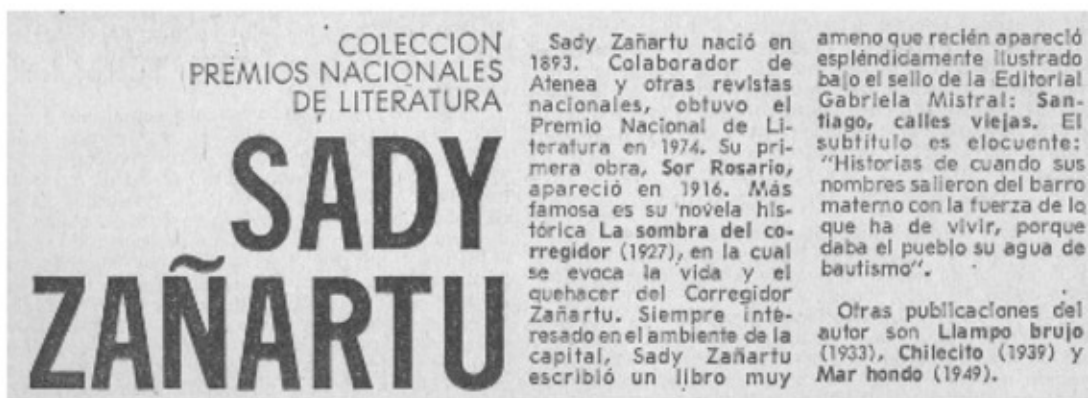 COLECCION
PREMIOS NACIONALES
DE LITERATURA
SADY
ZAÑARTU
Sady Zañartu nació en
1893. Colaborador de
Atenea y otras revistas
nacionales, obtuvo el
Premio Nacional de Li-
teratura en 1974. Su pri-
mera obra, Sor Rosario,
apareció en 1916. Más
famosa es su novela his-
tórica La sombra del co-
rregidor (1927), en la cual
se evoca la vida y el
quehacer del Corregidor
Zañartu. Siempre inte-
resado en el ambiente de la
capital, Sady Zañartu
escribió un libro muy
ameno que recién apareció
espléndidamente ilustrado
bajo el sello de la Editorial
Gabriela Mistral: San-
tiago, calles viejas. El
subtítulo es elocuente:
"Historias de cuando sus
nombres salieron del barro
materno con la fuerza de lo
que ha de vivir, porque
daba el pueblo su agua de
bautismo".
Otras publicaciones del
autor son Llampo brujo
(1933), Chilecito (1939) y
Mar hondo (1949).